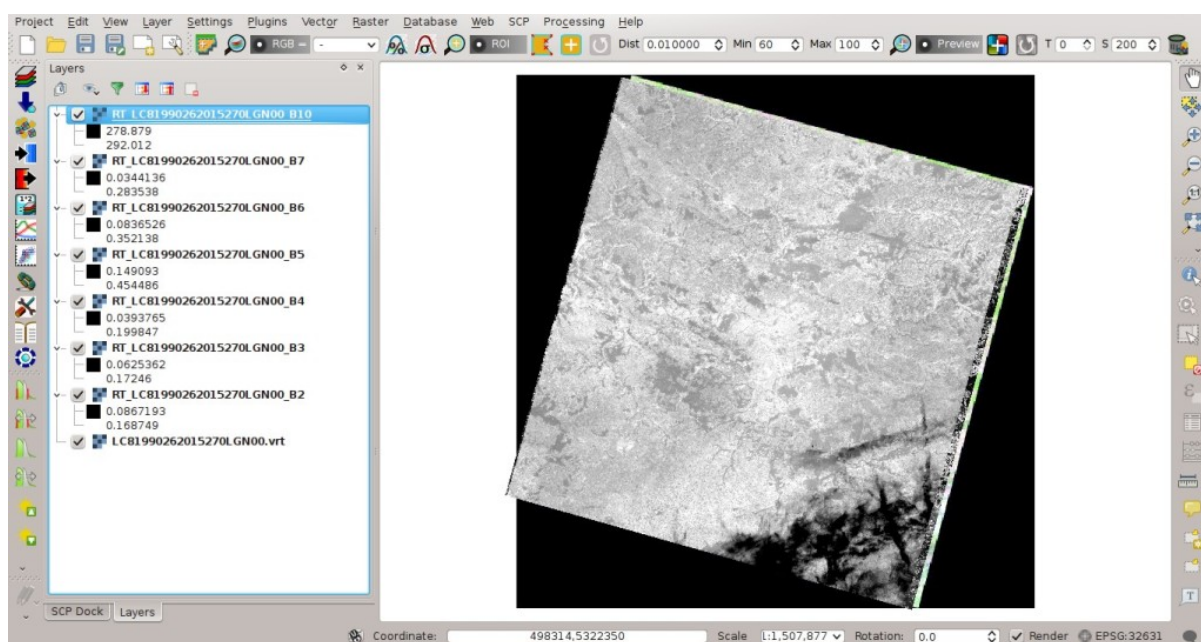 Project Edit View Layer Settings Plugins Vector Raster Database Web SCP Processing Help
RGB = - ROI Dist 0.010000 Min 60 Max 100 Preview T 0 S 200
Layers
RT_LC81990262015270LGN00_B10
278.879
292.012
RT_LC81990262015270LGN00_B7
0.0344136
0.283538
RT_LC81990262015270LGN00_B6
0.0836526
0.352138
RT_LC81990262015270LGN00_B5
0.149093
0.454486
RT_LC81990262015270LGN00_B4
0.0393765
0.199847
RT_LC81990262015270LGN00_B3
0.0625362
0.17246
RT_LC81990262015270LGN00_B2
0.0867193
0.168749
LC81990262015270LGN00.vrt
SCP Dock Layers
Coordinate: 498314,5322350 Scale 1:1,507,877 Rotation: 0.0 Render EPSG:32631